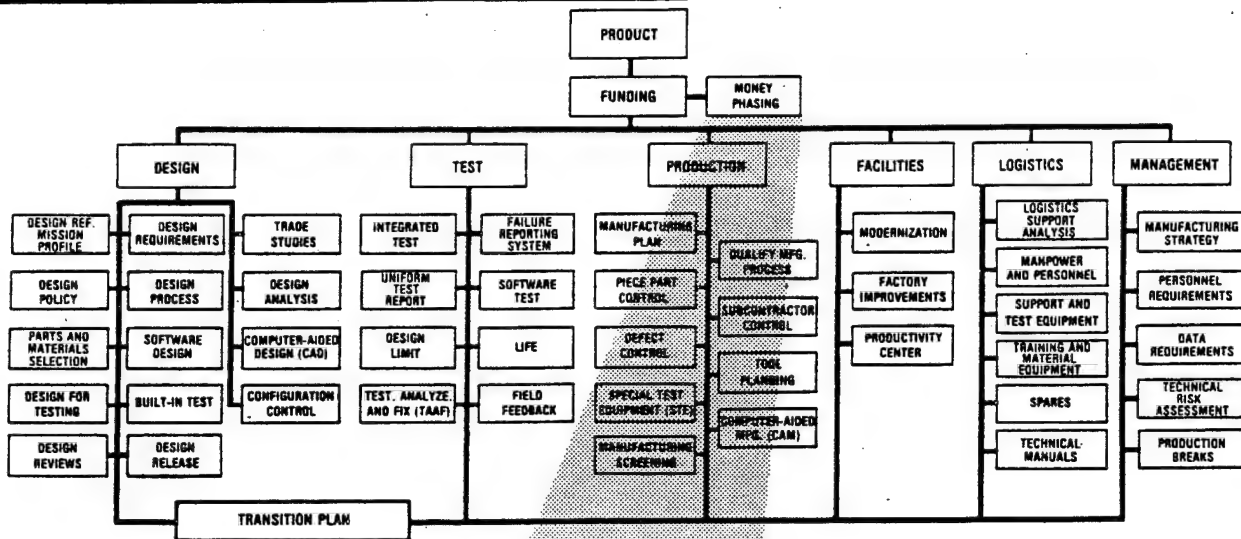 PRODUCT
FUNDING
MONEY
PHASING
DESIGN
TEST
PRODUCTION
FACILITIES
LOGISTICS
MANAGEMENT
DESIGN REF.
MISSION
PROFILE
DESIGN
POLICY
PARTS AND
MATERIALS
SELECTION
DESIGN FOR
TESTING
DESIGN
REVIEWS
DESIGN
REQUIREMENTS
DESIGN
PROCESS
SOFTWARE
DESIGN
BUILT-IN TEST
DESIGN
RELEASE
TRADE
STUDIES
DESIGN
ANALYSIS
COMPUTER-AIDED
DESIGN (CAD)
CONFIGURATION
CONTROL
INTEGRATED
TEST
UNIFORM
TEST
REPORT
DESIGN
LIMIT
TEST. ANALYZE.
AND FIX (TAAF)
FAILURE
REPORTING
SYSTEM
SOFTWARE
TEST
LIFE
FIELD
FEEDBACK
MANUFACTURING
PLAN
PIECE PART
CONTROL
DEFECT
CONTROL
SPECIAL TEST
EQUIPMENT (STE)
MANUFACTURING
SCREENING
QUALIFY MFG.
PROCESS
SUBCONTRACTOR
CONTROL
TOOL
PLANNING
COMPUTER-AIDED
MFG. (CAM)
MODERNIZATION
FACTORY
IMPROVEMENTS
PRODUCTIVITY
CENTER
LOGISTICS
SUPPORT
ANALYSIS
MANPOWER
AND PERSONNEL
SUPPORT AND
TEST EQUIPMENT
TRAINING AND
MATERIAL
EQUIPMENT
SPARES
TECHNICAL
MANUALS
MANUFACTURING
STRATEGY
PERSONNEL
REQUIREMENTS
DATA
REQUIREMENTS
TECHNICAL
RISK
ASSESSMENT
PRODUCTION
BREAKS
TRANSITION PLAN